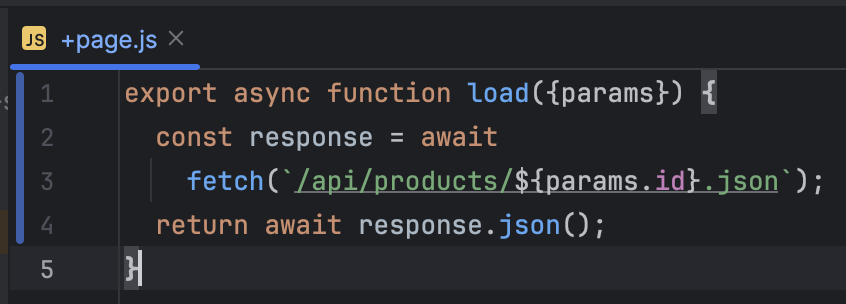 JS +page.js ×
1 export async function load({params}) {
2 const response = await
3 fetch(`/api/products/${params.id}.json`);
4 return await response.json();
5 }